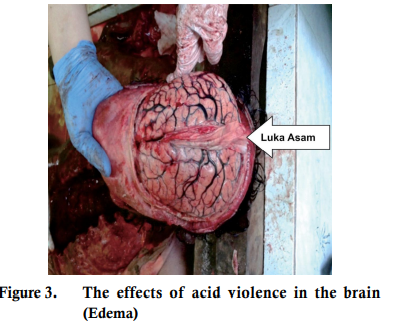 Luka Asam
Figure 3. The effects of acid violence in the brain
(Edema)